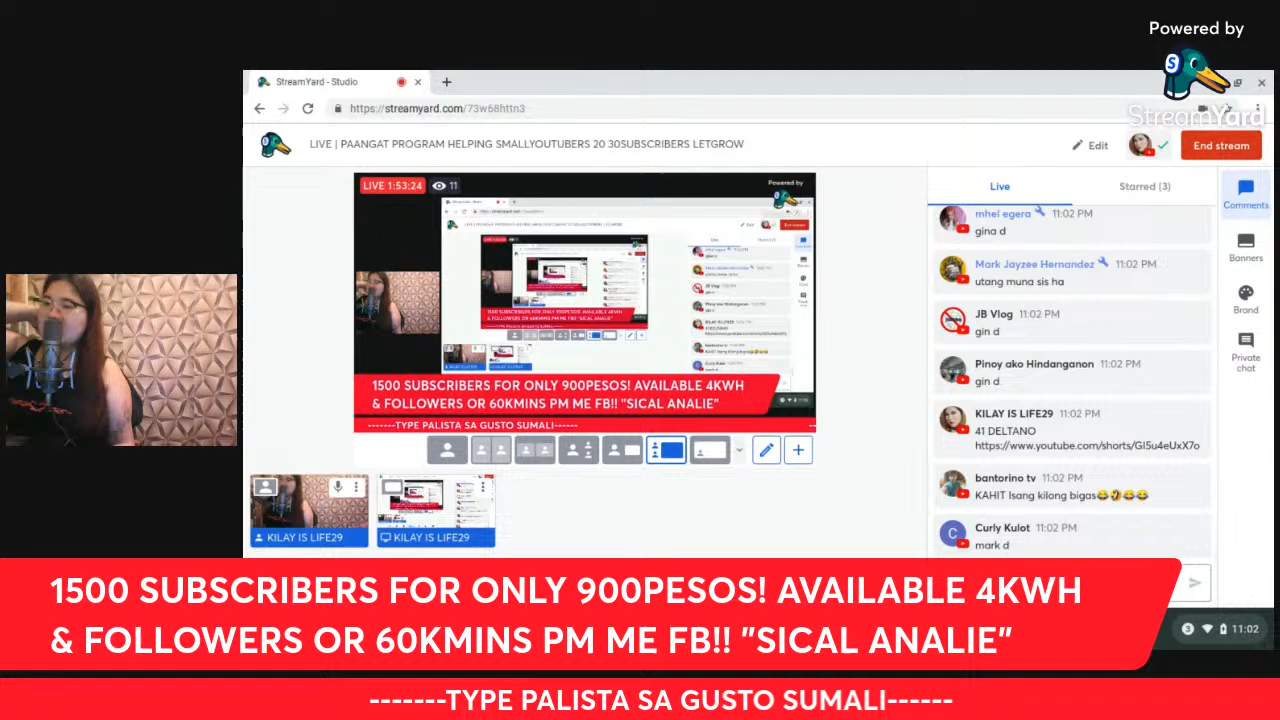 Powered by
StreamYard
StreamYard - Studio
https://streamyard.com/73w68httn3
LIVE | PAANGAT PROGRAM HELPING SMALLYOUTUBERS 20 30SUBSCRIBERS LETGROW
Edit
End stream
LIVE 1:53:24
11
Powered by
1500 SUBSCRIBERS FOR ONLY 900PESOS! AVAILABLE 4KWH
& FOLLOWERS OR 60KMINS PM ME FB!! "SICAL ANALIE"
-------TYPE PALISTA SA GUSTO SUMALI------
KILAY IS LIFE29
KILAY IS LIFE29
Live
Starred (3)
mhel egera 11:02 PM
gina d
Mark Jayzee Hernandez 11:02 PM
utang muna sis ha
JB Vlog 11:02 PM
gin d
Pinoy ako Hindanganon 11:02 PM
gin d
KILAY IS LIFE29 11:02 PM
41 DELTANO
https://www.youtube.com/shorts/Gl5u4eUxX7o
bantorino tv 11:02 PM
KAHIT Isang kilong bigas😂🤣😂😂
Curly Kulot 11:02 PM
mark d
Comments
Banners
Brand
Private
chat
3
11:02
1500 SUBSCRIBERS FOR ONLY 900PESOS! AVAILABLE 4KWH
& FOLLOWERS OR 60KMINS PM ME FB!! "SICAL ANALIE"
-------TYPE PALISTA SA GUSTO SUMALI------